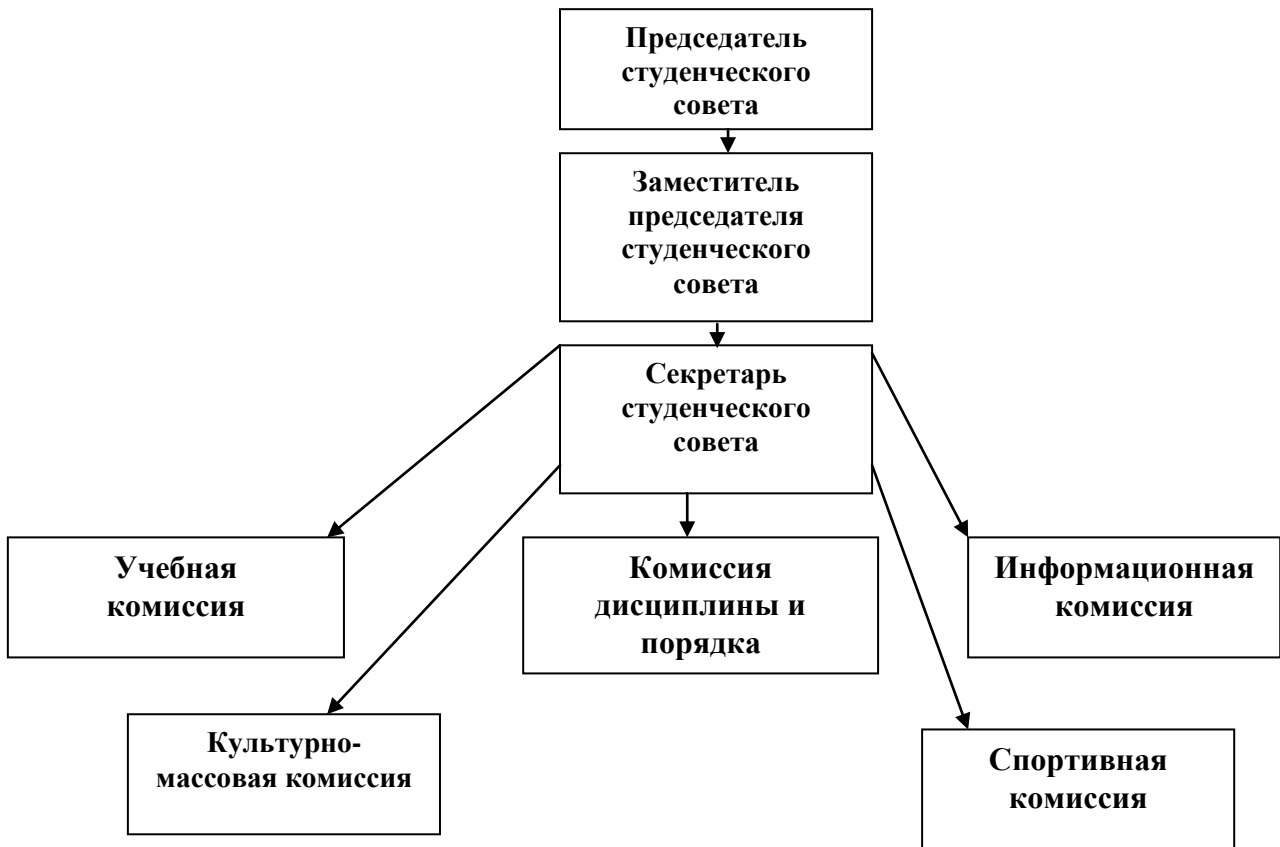 Председатель
студенческого
совета
Заместитель
председателя
студенческого
совета
Секретарь
студенческого
совета
Учебная
комиссия
Комиссия
дисциплины и
порядка
Информационная
комиссия
Культурно-
массовая комиссия
Спортивная
комиссия